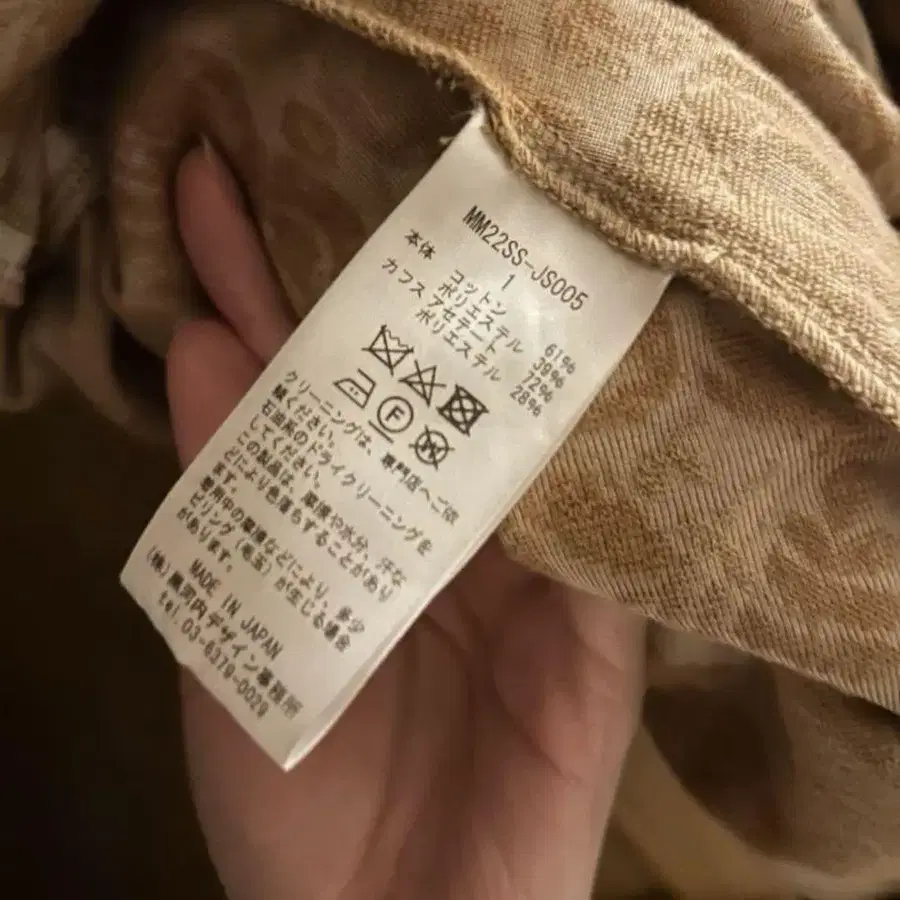 MM22SS-JS005
1
本体 コットン 61%
ポリエステル 39%
カフス アセテート 72%
ポリエステル 28%
F
W
クリーニングは、専門店へご依
頼ください。
石油系のドライクリーニングを
してください。
この製品は、摩擦や水分、汗な
どにより色落ちすることがあり
ます。
着用中の摩擦などにより、多少
ピリング(毛玉)が生じる場合
があります。
MADE IN JAPAN
(株)黒河内デザイン事務所
tel.03-6379-0029